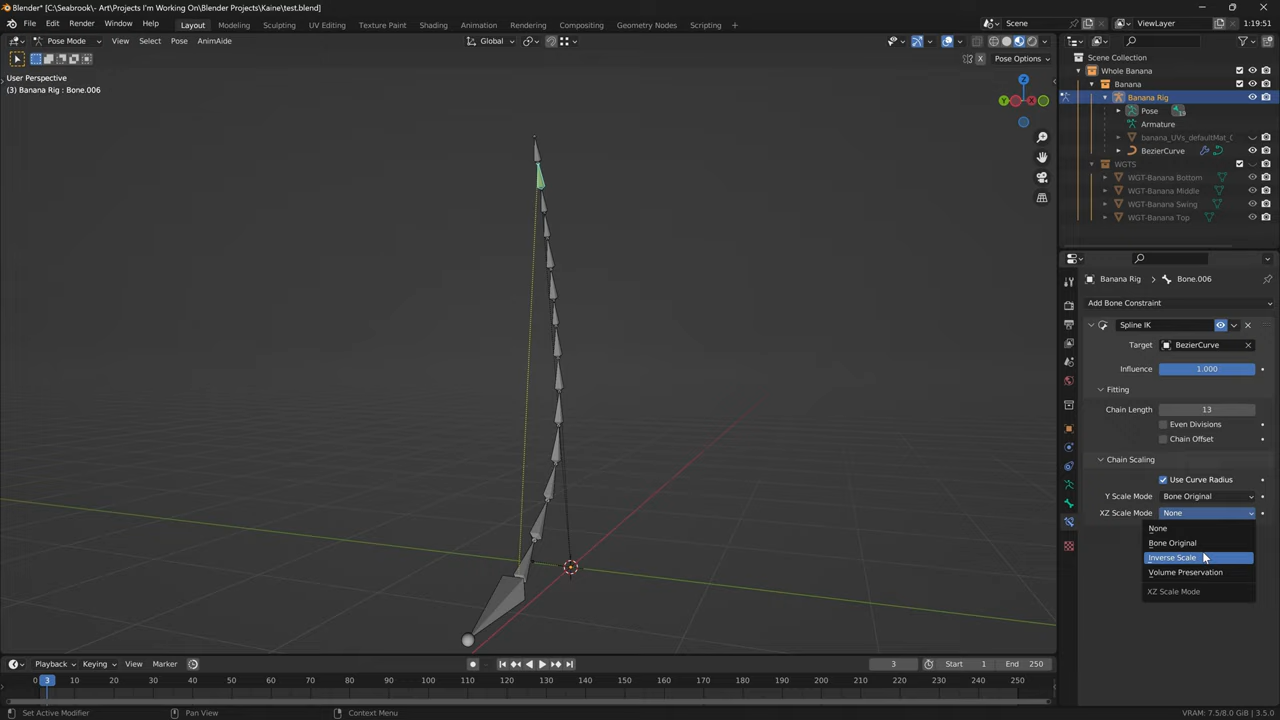 Blender* [C:\Seabrook\- Art\Projects I'm Working On\Blender Projects\Kaine\test.blend]
File Edit Render Window Help Layout Modeling Sculpting UV Editing Texture Paint Shading Animation Rendering Compositing Geometry Nodes Scripting + Scene ViewLayer 1:19:51
Pose Mode View Select Pose AnimAide Global
Pose Options X
User Perspective
(3) Banana Rig : Bone.006
Z
Y X
Scene Collection
Whole Banana
Banana
Banana Rig
Pose
Armature
banana_UVs_defaultMat_
BezierCurve
WGTS
WGT-Banana Bottom
WGT-Banana Middle
WGT-Banana Swing
WGT-Banana Top
Banana Rig > Bone.006
Add Bone Constraint
Spline IK
Target BezierCurve
Influence 1.000
Fitting
Chain Length 13
Even Divisions
Chain Offset
Chain Scaling
Use Curve Radius
Y Scale Mode Bone Original
XZ Scale Mode None
None
Bone Original
Inverse Scale
Volume Preservation
XZ Scale Mode
Playback Keying View Marker 3 Start 1 End 250
3 10 20 30 40 50 60 70 80 90 100 110 120 130 140 150 160 170 180 190 200 210 220 230 240 250
Set Active Modifier Pan View Context Menu VRAM: 7.5/8.0 GiB | 3.5.0